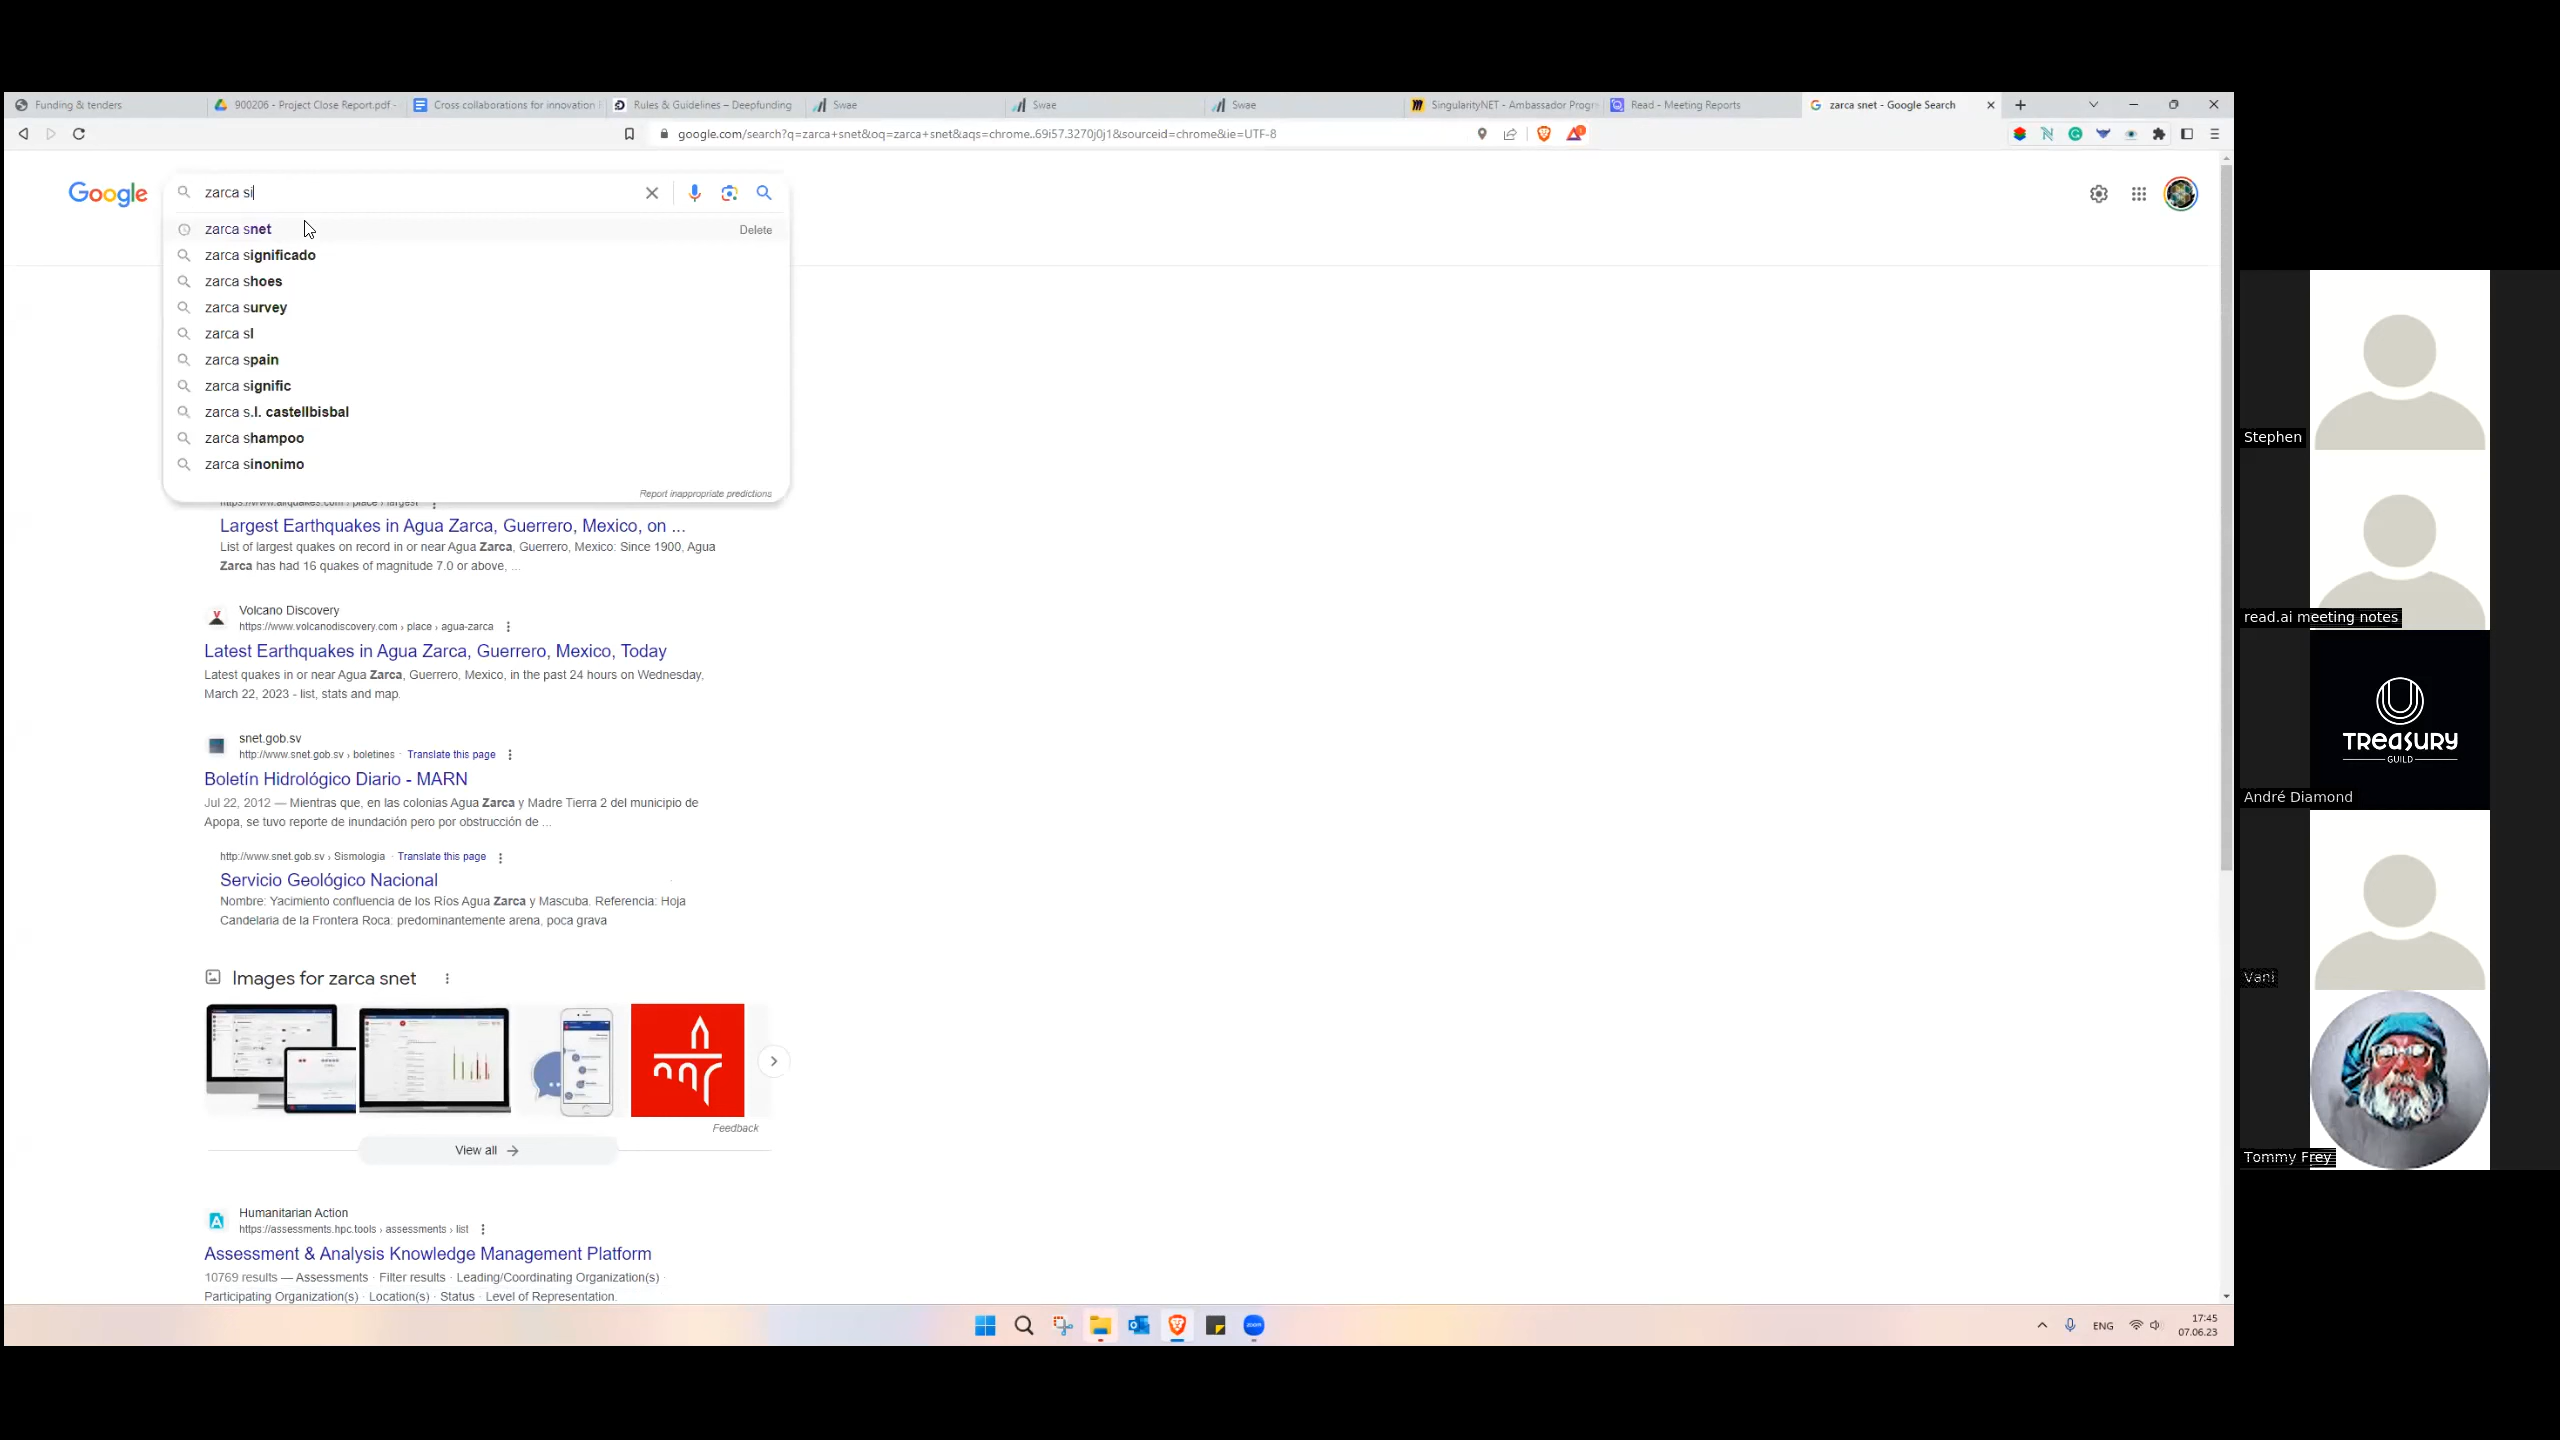 Funding & tenders
900206 - Project Close Report.pdf -
Cross collaborations for innovation
Rules & Guidelines – Deepfunding
Swae
Swae
Swae
SingularityNET - Ambassador Progr
Read - Meeting Reports
zarca snet - Google Search
google.com/search?q=zarca+snet&oq=zarca+snet&aqs=chrome..69i57.3270j0j1&sourceid=chrome&ie=UTF-8
Google
zarca si
zarca snet
Delete
zarca significado
zarca shoes
zarca survey
zarca sl
zarca spain
zarca signific
zarca s.l. castellbisbal
zarca shampoo
zarca sinonimo
Report inappropriate predictions
Largest Earthquakes in Agua Zarca, Guerrero, Mexico, on ...
List of largest quakes on record in or near Agua Zarca, Guerrero, Mexico: Since 1900, Agua
Zarca has had 16 quakes of magnitude 7.0 or above, ...
Volcano Discovery
https://www.volcanodiscovery.com › place › agua-zarca
Latest Earthquakes in Agua Zarca, Guerrero, Mexico, Today
Latest quakes in or near Agua Zarca, Guerrero, Mexico, in the past 24 hours on Wednesday,
March 22, 2023 - list, stats and map.
snet.gob.sv
http://www.snet.gob.sv › boletines · Translate this page
Boletín Hidrológico Diario - MARN
Jul 22, 2012 — Mientras que, en las colonias Agua Zarca y Madre Tierra 2 del municipio de
Apopa, se tuvo reporte de inundación pero por obstrucción de ...
http://www.snet.gob.sv › Sismologia · Translate this page
Servicio Geológico Nacional
Nombre: Yacimiento confluencia de los Ríos Agua Zarca y Mascuba. Referencia: Hoja
Candelaria de la Frontera Roca: predominantemente arena, poca grava
Images for zarca snet
Feedback
View all
Humanitarian Action
https://assessments.hpc.tools › assessments › list
Assessment & Analysis Knowledge Management Platform
10769 results — Assessments · Filter results · Leading/Coordinating Organization(s) ·
Participating Organization(s) · Location(s) · Status · Level of Representation.
zoom
ENG
17:45
07.06.23
Stephen
read.ai meeting notes
TREASURY
GUILD
André Diamond
Vani
Tommy Frey